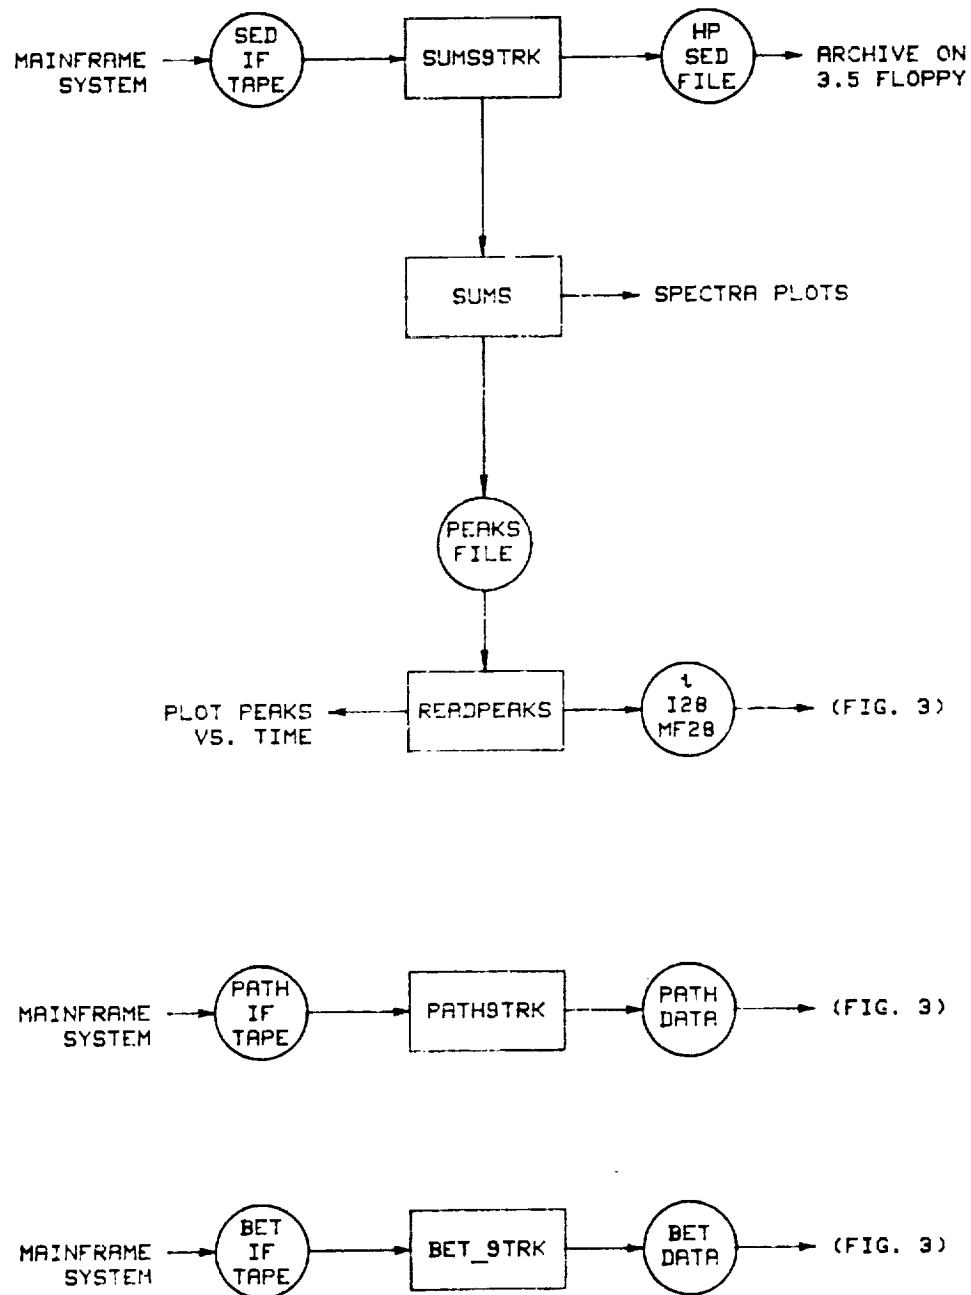 MAINFRAME
SYSTEM
SED
IF
TAPE
SUMS9TRK
HP
SED
FILE
ARCHIVE ON
3.5 FLOPPY
SUMS
SPECTRA PLOTS
PEAKS
FILE
PLOT PEAKS
VS. TIME
READPEAKS
t
I28
MF28
(FIG. 3)
MAINFRAME
SYSTEM
PATH
IF
TAPE
PATH9TRK
PATH
DATA
(FIG. 3)
MAINFRAME
SYSTEM
BET
IF
TAPE
BET_9TRK
BET
DATA
(FIG. 3)